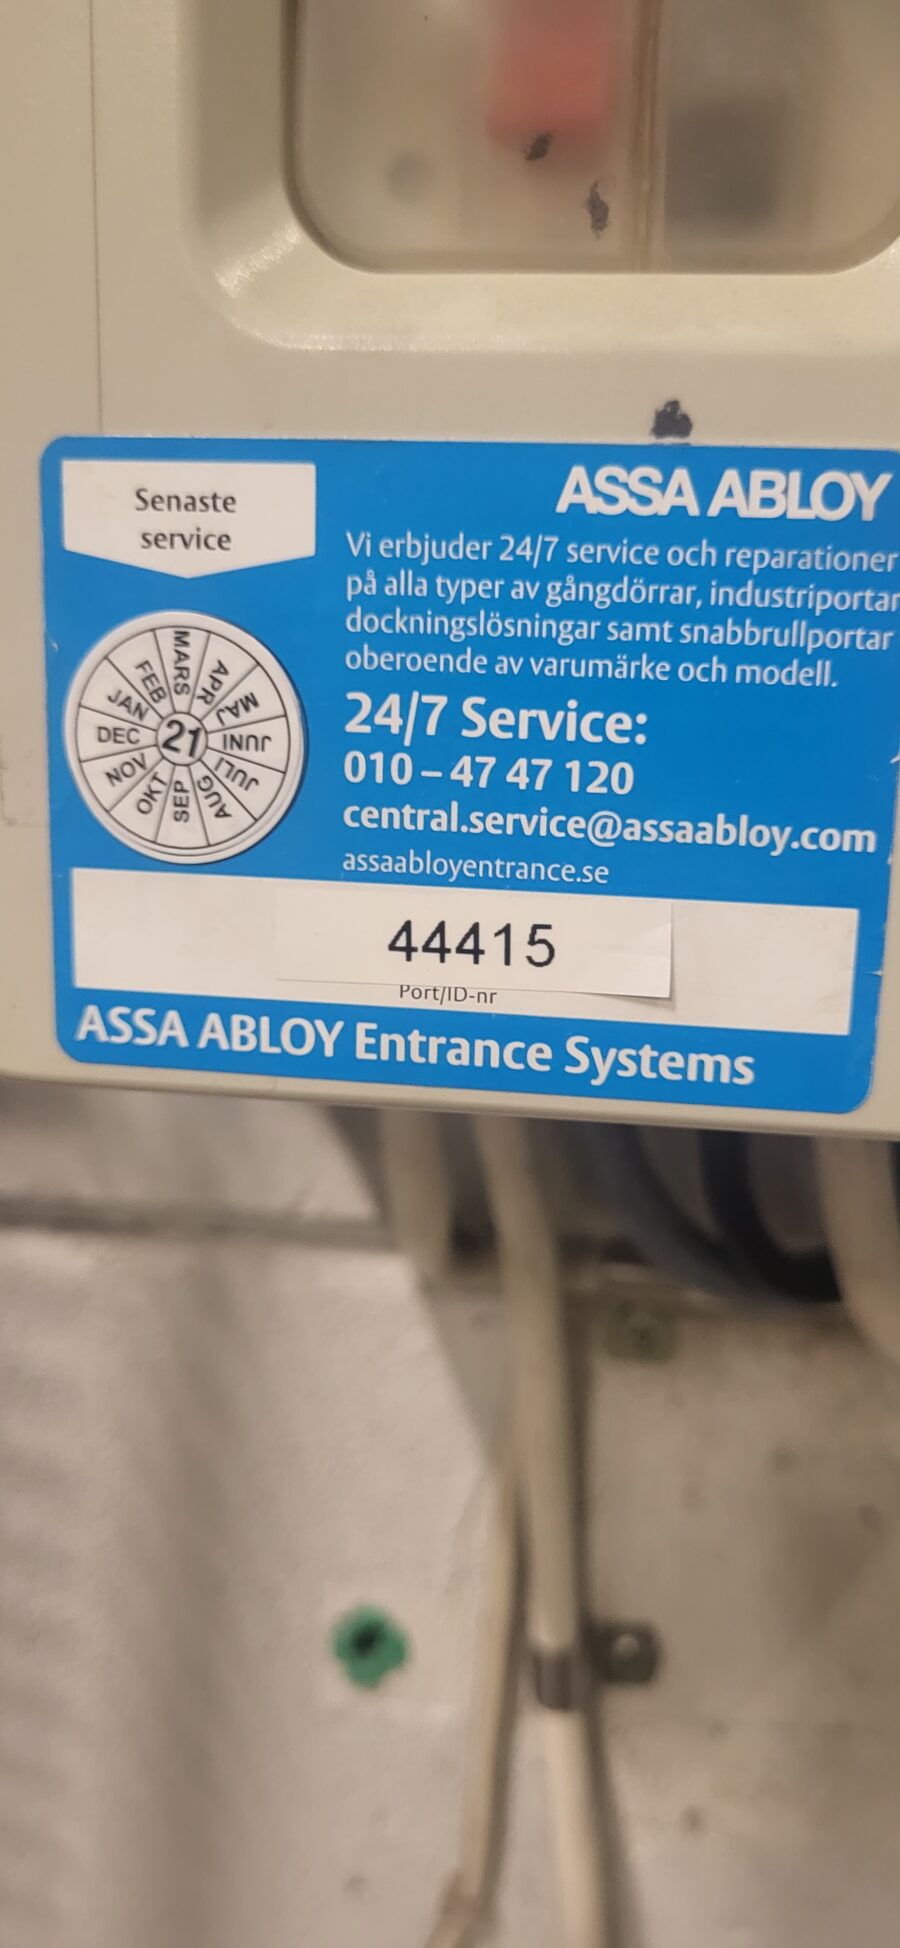 Senaste
service
ASSA ABLOY
Vi erbjuder 24/7 service och reparationer
på alla typer av gångdörrar, industriportar
dockningslösningar samt snabbrullportar
oberoende av varumärke och modell.
24/7 Service:
010 – 47 47 120
central.service@assaabloy.com
assaabloyentrance.se
JAN
FEB
MARS
APR
MAJ
JUNI
JULI
AUG
SEP
OKT
NOV
DEC
21
44415
Port/ID-nr
ASSA ABLOY Entrance Systems